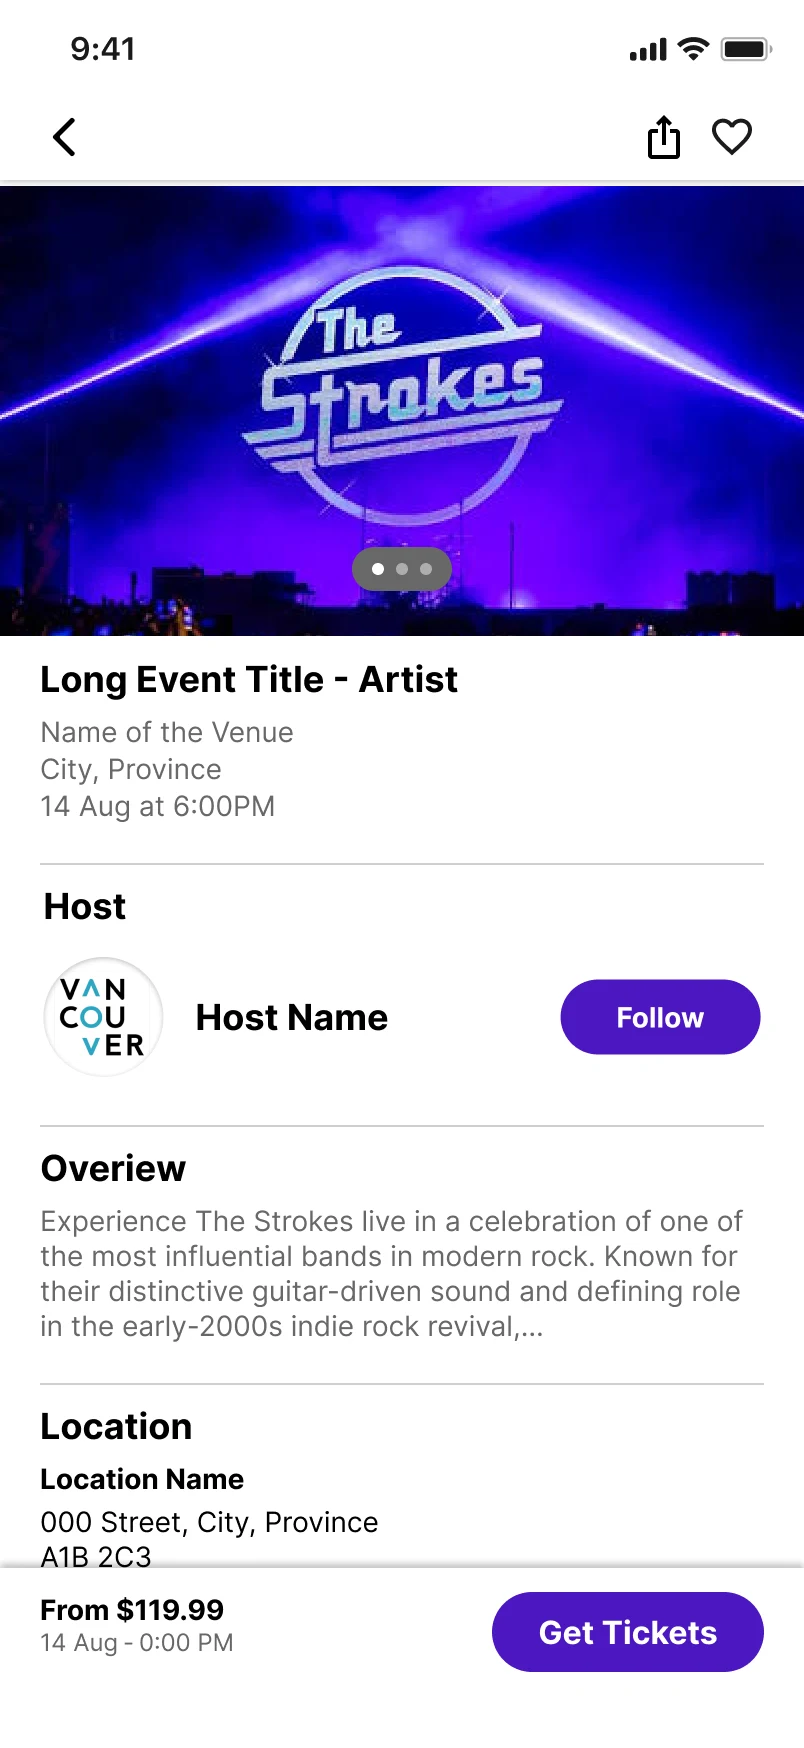 9:41
The
Strokes
Long Event Title - Artist
Name of the Venue
City, Province
14 Aug at 6:00PM
Host
VAN
COU
VER
Host Name
Follow
Overiew
Experience The Strokes live in a celebration of one of
the most influential bands in modern rock. Known for
their distinctive guitar-driven sound and defining role
in the early-2000s indie rock revival,...
Location
Location Name
000 Street, City, Province
A1B 2C3
From $119.99
14 Aug - 0:00 PM
Get Tickets